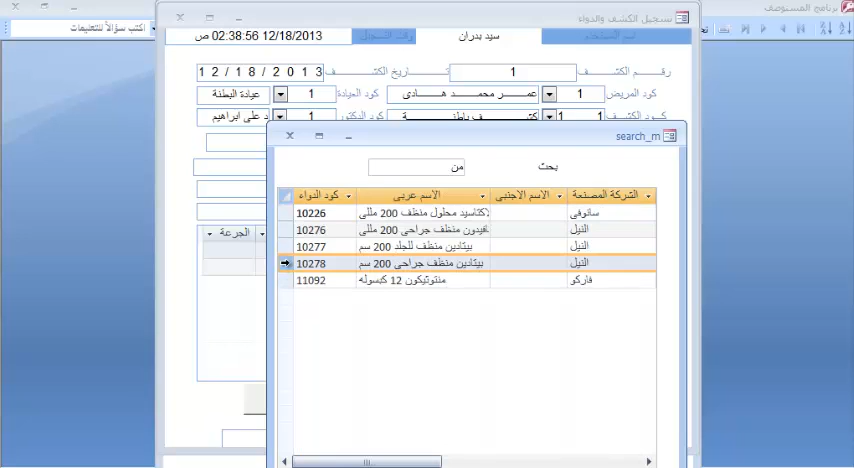 برنامج المستوصف
اكتب سؤالاً للتعليمات
تسجيل الكشف والدواء
اسم المستخدم سيد بدران وقت التسجيل 12/18/2013 02:38:56 ص
رقم الكشف 1 تاريخ الكشف 12/18/2013
كود المريض 1 عمر محمد هادى كود العيادة 1 عيادة البطنة
كود الكشف 1 كشف باطنة كود الدكتور 1 د على ابراهيم
search_m
بحث من
الشركة المصنعة الاسم الاجنبى الاسم عربى كود الدواء
سانوفى لاكتاسيد محلول منظف 200 مللى 10226
النيل منظف جراحى 200 مللى 10276
النيل بيتادين منظف للجلد 200 سم 10277
النيل بيتادين منظف جراحى 200 سم 10278
فاركو منتوتيكون 12 كبسوله 11092
الجرعة